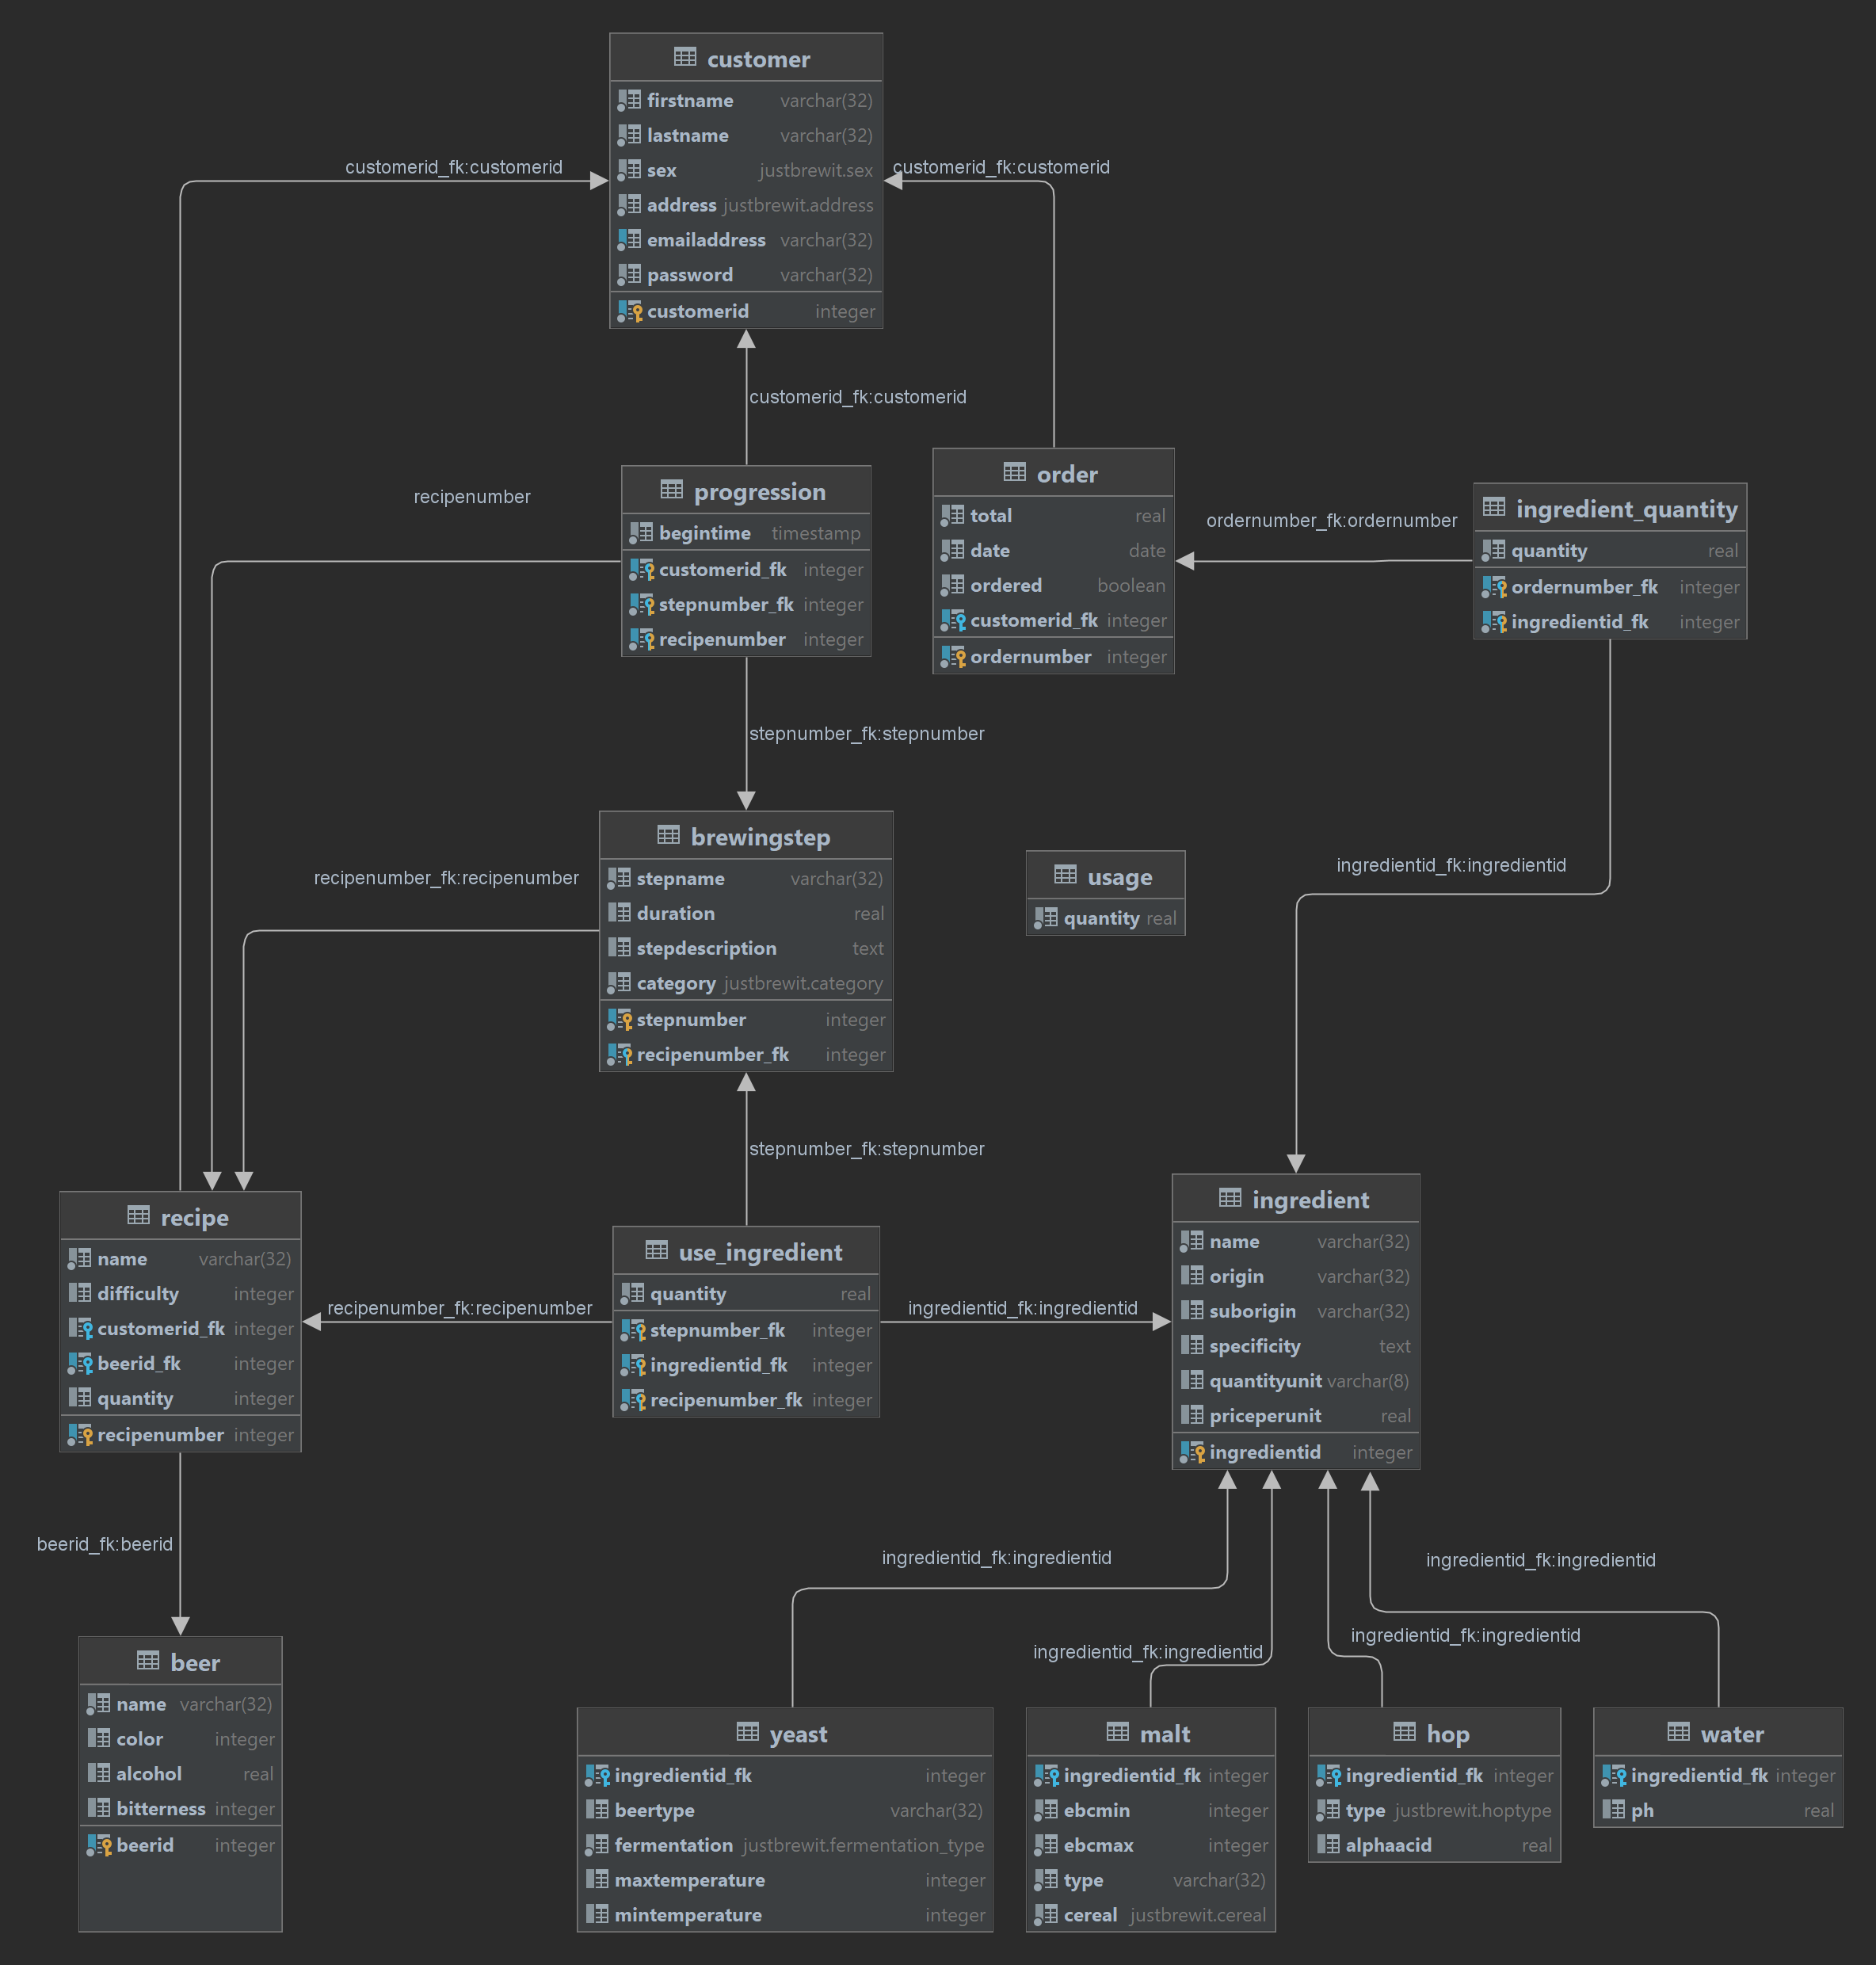 customer
firstname varchar(32)
lastname varchar(32)
sex justbrewit.sex
address justbrewit.address
emailaddress varchar(32)
password varchar(32)
customerid integer
customerid_fk:customerid
customerid_fk:customerid
customerid_fk:customerid
recipenumber
progression
begintime timestamp
customerid_fk integer
stepnumber_fk integer
recipenumber integer
order
total real
date date
ordered boolean
customerid_fk integer
ordernumber integer
ordernumber_fk:ordernumber
ingredient_quantity
quantity real
ordernumber_fk integer
ingredientid_fk integer
stepnumber_fk:stepnumber
brewingstep
stepname varchar(32)
duration real
stepdescription text
category justbrewit.category
stepnumber integer
recipenumber_fk integer
recipenumber_fk:recipenumber
usage
quantity real
ingredientid_fk:ingredientid
stepnumber_fk:stepnumber
recipe
name varchar(32)
difficulty integer
customerid_fk integer
beerid_fk integer
quantity integer
recipenumber integer
recipenumber_fk:recipenumber
use_ingredient
quantity real
stepnumber_fk integer
ingredientid_fk integer
recipenumber_fk integer
ingredientid_fk:ingredientid
ingredient
name varchar(32)
origin varchar(32)
suborigin varchar(32)
specificity text
quantityunit varchar(8)
priceperunit real
ingredientid integer
beerid_fk:beerid
ingredientid_fk:ingredientid
ingredientid_fk:ingredientid
ingredientid_fk:ingredientid
ingredientid_fk:ingredientid
beer
name varchar(32)
color integer
alcohol real
bitterness integer
beerid integer
yeast
ingredientid_fk integer
beertype varchar(32)
fermentation justbrewit.fermentation_type
maxtemperature integer
mintemperature integer
malt
ingredientid_fk integer
ebcmin integer
ebcmax integer
type varchar(32)
cereal justbrewit.cereal
hop
ingredientid_fk integer
type justbrewit.hoptype
alphaacid real
water
ingredientid_fk integer
ph real